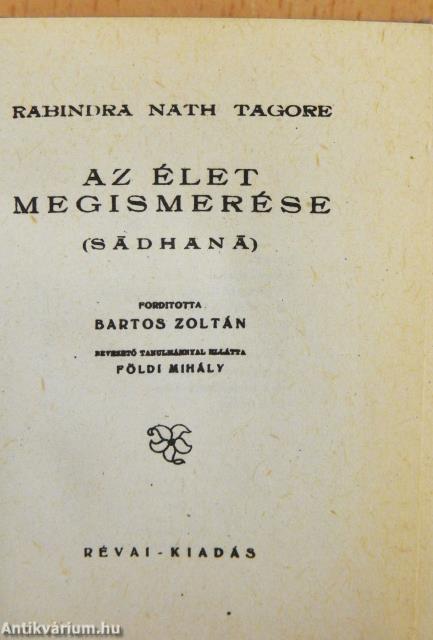 RABINDRA NATH TAGORE
AZ ÉLET
MEGISMERÉSE
(SĀDHANĀ)
FORDITOTTA
BARTOS ZOLTÁN
BEVEZETŐ TANULMÁNNYAL ELLÁTTA
FÖLDI MIHÁLY
RÉVAI-KIADÁS
Antikvárium.hu